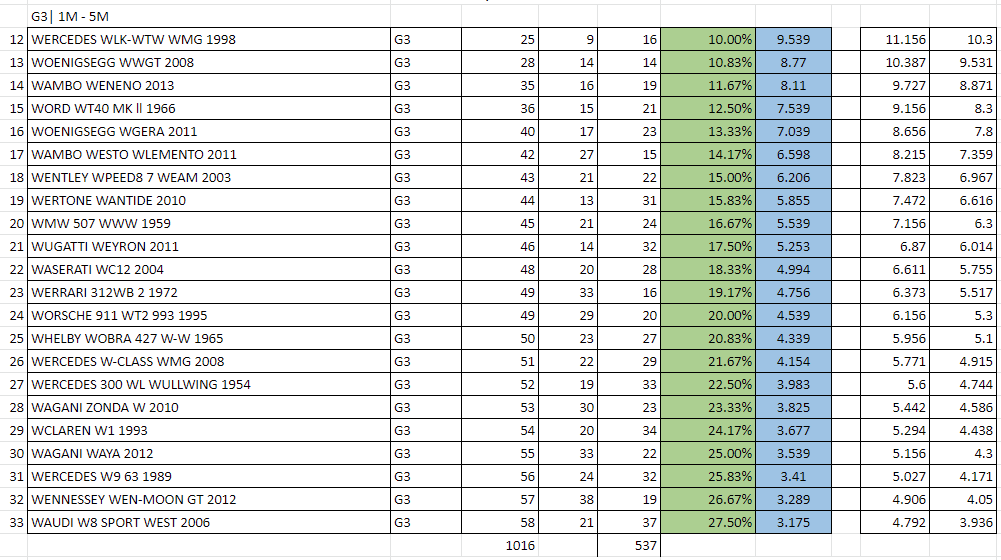 G3| 1M - 5M
12 WERCEDES WLK-WTW WMG 1998 G3 25 9 16 10.00% 9.539 11.156 10.3
13 WOENIGSEGG WWGT 2008 G3 28 14 14 10.83% 8.77 10.387 9.531
14 WAMBO WENENO 2013 G3 35 16 19 11.67% 8.11 9.727 8.871
15 WORD WT40 MK ll 1966 G3 36 15 21 12.50% 7.539 9.156 8.3
16 WOENIGSEGG WGERA 2011 G3 40 17 23 13.33% 7.039 8.656 7.8
17 WAMBO WESTO WLEMENTO 2011 G3 42 27 15 14.17% 6.598 8.215 7.359
18 WENTLEY WPEED8 7 WEAM 2003 G3 43 21 22 15.00% 6.206 7.823 6.967
19 WERTONE WANTIDE 2010 G3 44 13 31 15.83% 5.855 7.472 6.616
20 WMW 507 WWW 1959 G3 45 21 24 16.67% 5.539 7.156 6.3
21 WUGATTI WEYRON 2011 G3 46 14 32 17.50% 5.253 6.87 6.014
22 WASERATI WC12 2004 G3 48 20 28 18.33% 4.994 6.611 5.755
23 WERRARI 312WB 2 1972 G3 49 33 16 19.17% 4.756 6.373 5.517
24 WORSCHE 911 WT2 993 1995 G3 49 29 20 20.00% 4.539 6.156 5.3
25 WHELBY WOBRA 427 W-W 1965 G3 50 23 27 20.83% 4.339 5.956 5.1
26 WERCEDES W-CLASS WMG 2008 G3 51 22 29 21.67% 4.154 5.771 4.915
27 WERCEDES 300 WL WULLWING 1954 G3 52 19 33 22.50% 3.983 5.6 4.744
28 WAGANI ZONDA W 2010 G3 53 30 23 23.33% 3.825 5.442 4.586
29 WCLAREN W1 1993 G3 54 20 34 24.17% 3.677 5.294 4.438
30 WAGANI WAYA 2012 G3 55 33 22 25.00% 3.539 5.156 4.3
31 WERCEDES W9 63 1989 G3 56 24 32 25.83% 3.41 5.027 4.171
32 WENNESSEY WEN-MOON GT 2012 G3 57 38 19 26.67% 3.289 4.906 4.05
33 WAUDI W8 SPORT WEST 2006 G3 58 21 37 27.50% 3.175 4.792 3.936
1016 537